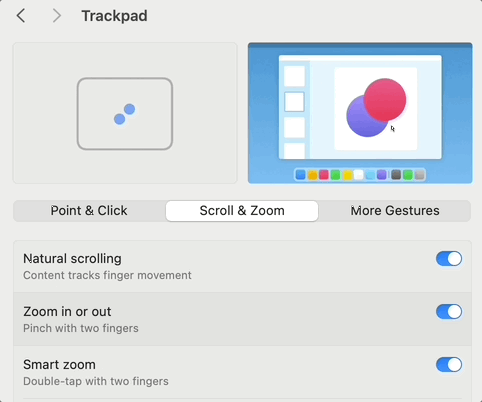 Trackpad
Point & Click
Scroll & Zoom
More Gestures
Natural scrolling
Content tracks finger movement
Zoom in or out
Pinch with two fingers
Smart zoom
Double-tap with two fingers